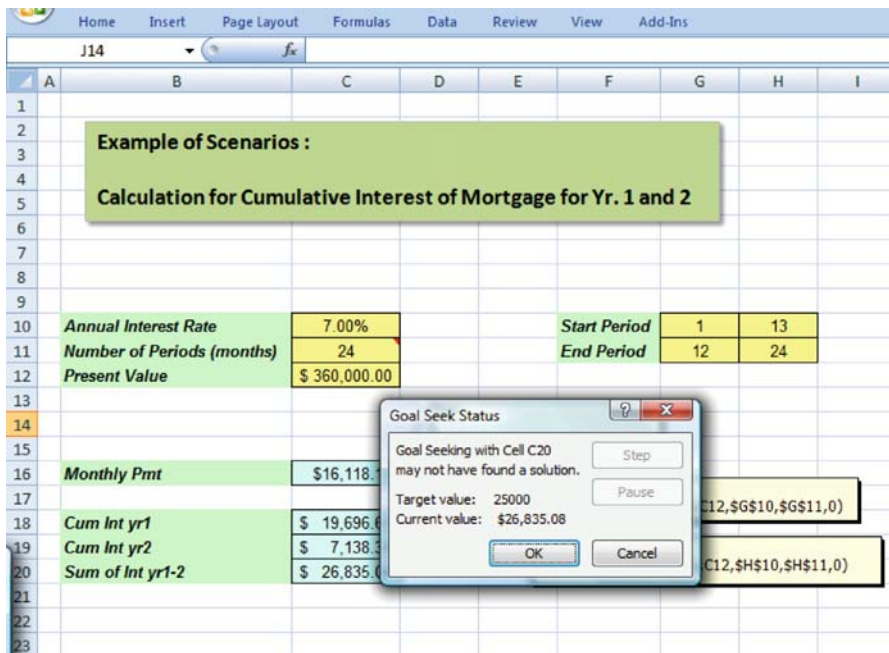 Home Insert Page Layout Formulas Data Review View Add-Ins
J14 fx
A B C D E F G H I
1
2
Example of Scenarios :
3
4
Calculation for Cumulative Interest of Mortgage for Yr. 1 and 2
5
6
7
8
9
10 Annual Interest Rate 7.00% Start Period 1 13
11 Number of Periods (months) 24 End Period 12 24
12 Present Value $ 360,000.00
13
14
15
16 Monthly Pmt $16,118.
17
18 Cum Int yr1 $ 19,696.
19 Cum Int yr2 $ 7,138.
20 Sum of Int yr1-2 $ 26,835.
21
22
23
Goal Seek Status
Goal Seeking with Cell C20
may not have found a solution.
Target value: 25000
Current value: $26,835.08
Step
Pause
OK Cancel
C12,$G$10,$G$11,0)
C12,$H$10,$H$11,0)